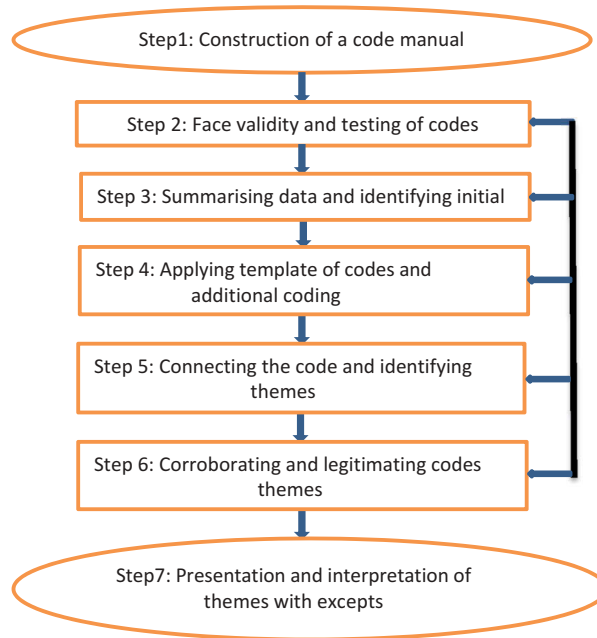 Step1: Construction of a code manual
Step 2: Face validity and testing of codes
Step 3: Summarising data and identifying initial
Step 4: Applying template of codes and
additional coding
Step 5: Connecting the code and identifying
themes
Step 6: Corroborating and legitimating codes
themes
Step7: Presentation and interpretation of
themes with excepts